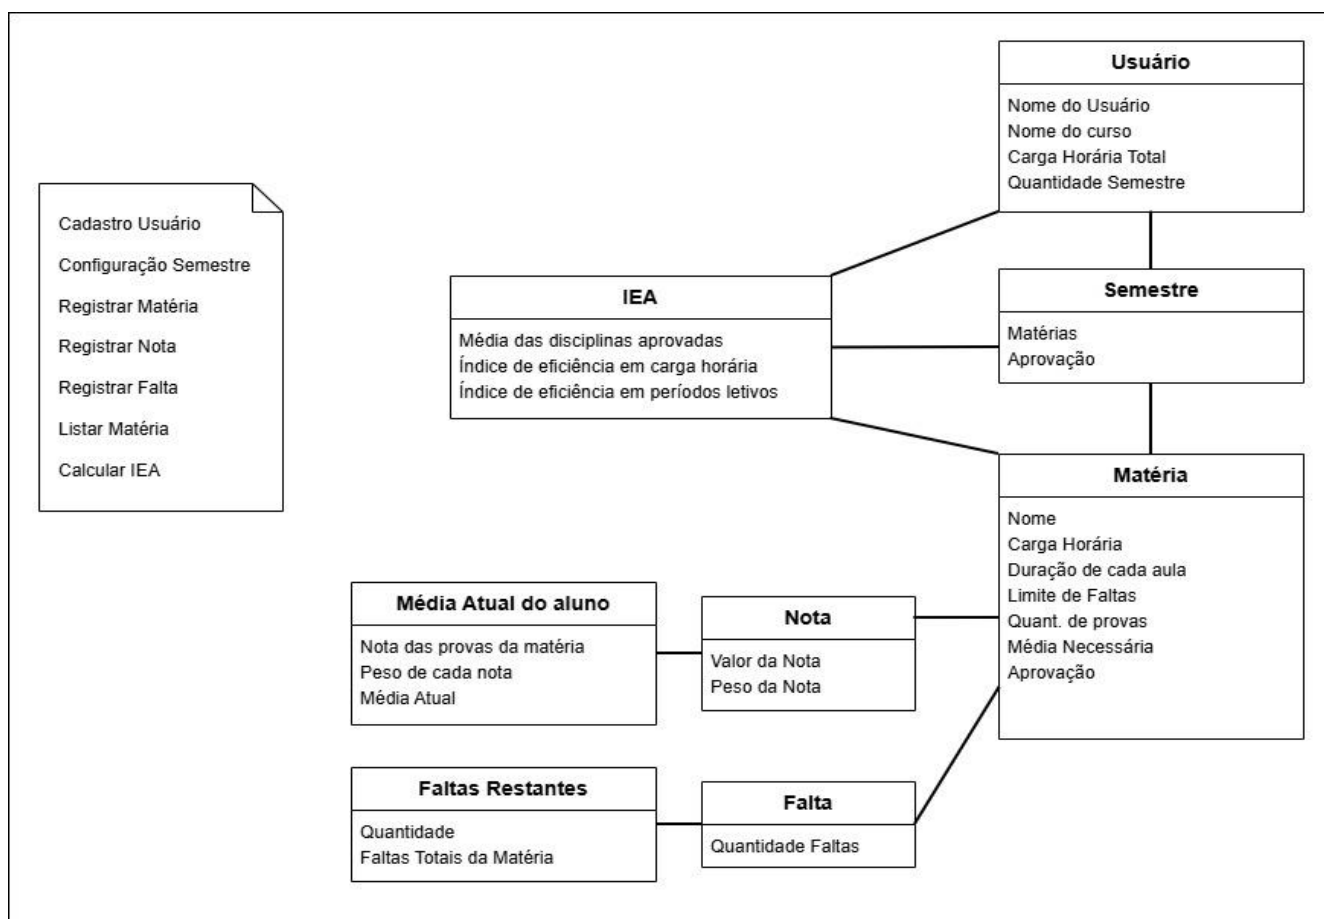 Cadastro Usuário
Configuração Semestre
Registrar Matéria
Registrar Nota
Registrar Falta
Listar Matéria
Calcular IEA
Usuário
Nome do Usuário
Nome do curso
Carga Horária Total
Quantidade Semestre
IEA
Média das disciplinas aprovadas
Índice de eficiência em carga horária
Índice de eficiência em períodos letivos
Semestre
Matérias
Aprovação
Matéria
Nome
Carga Horária
Duração de cada aula
Limite de Faltas
Quant. de provas
Média Necessária
Aprovação
Média Atual do aluno
Nota das provas da matéria
Peso de cada nota
Média Atual
Nota
Valor da Nota
Peso da Nota
Faltas Restantes
Quantidade
Faltas Totais da Matéria
Falta
Quantidade Faltas